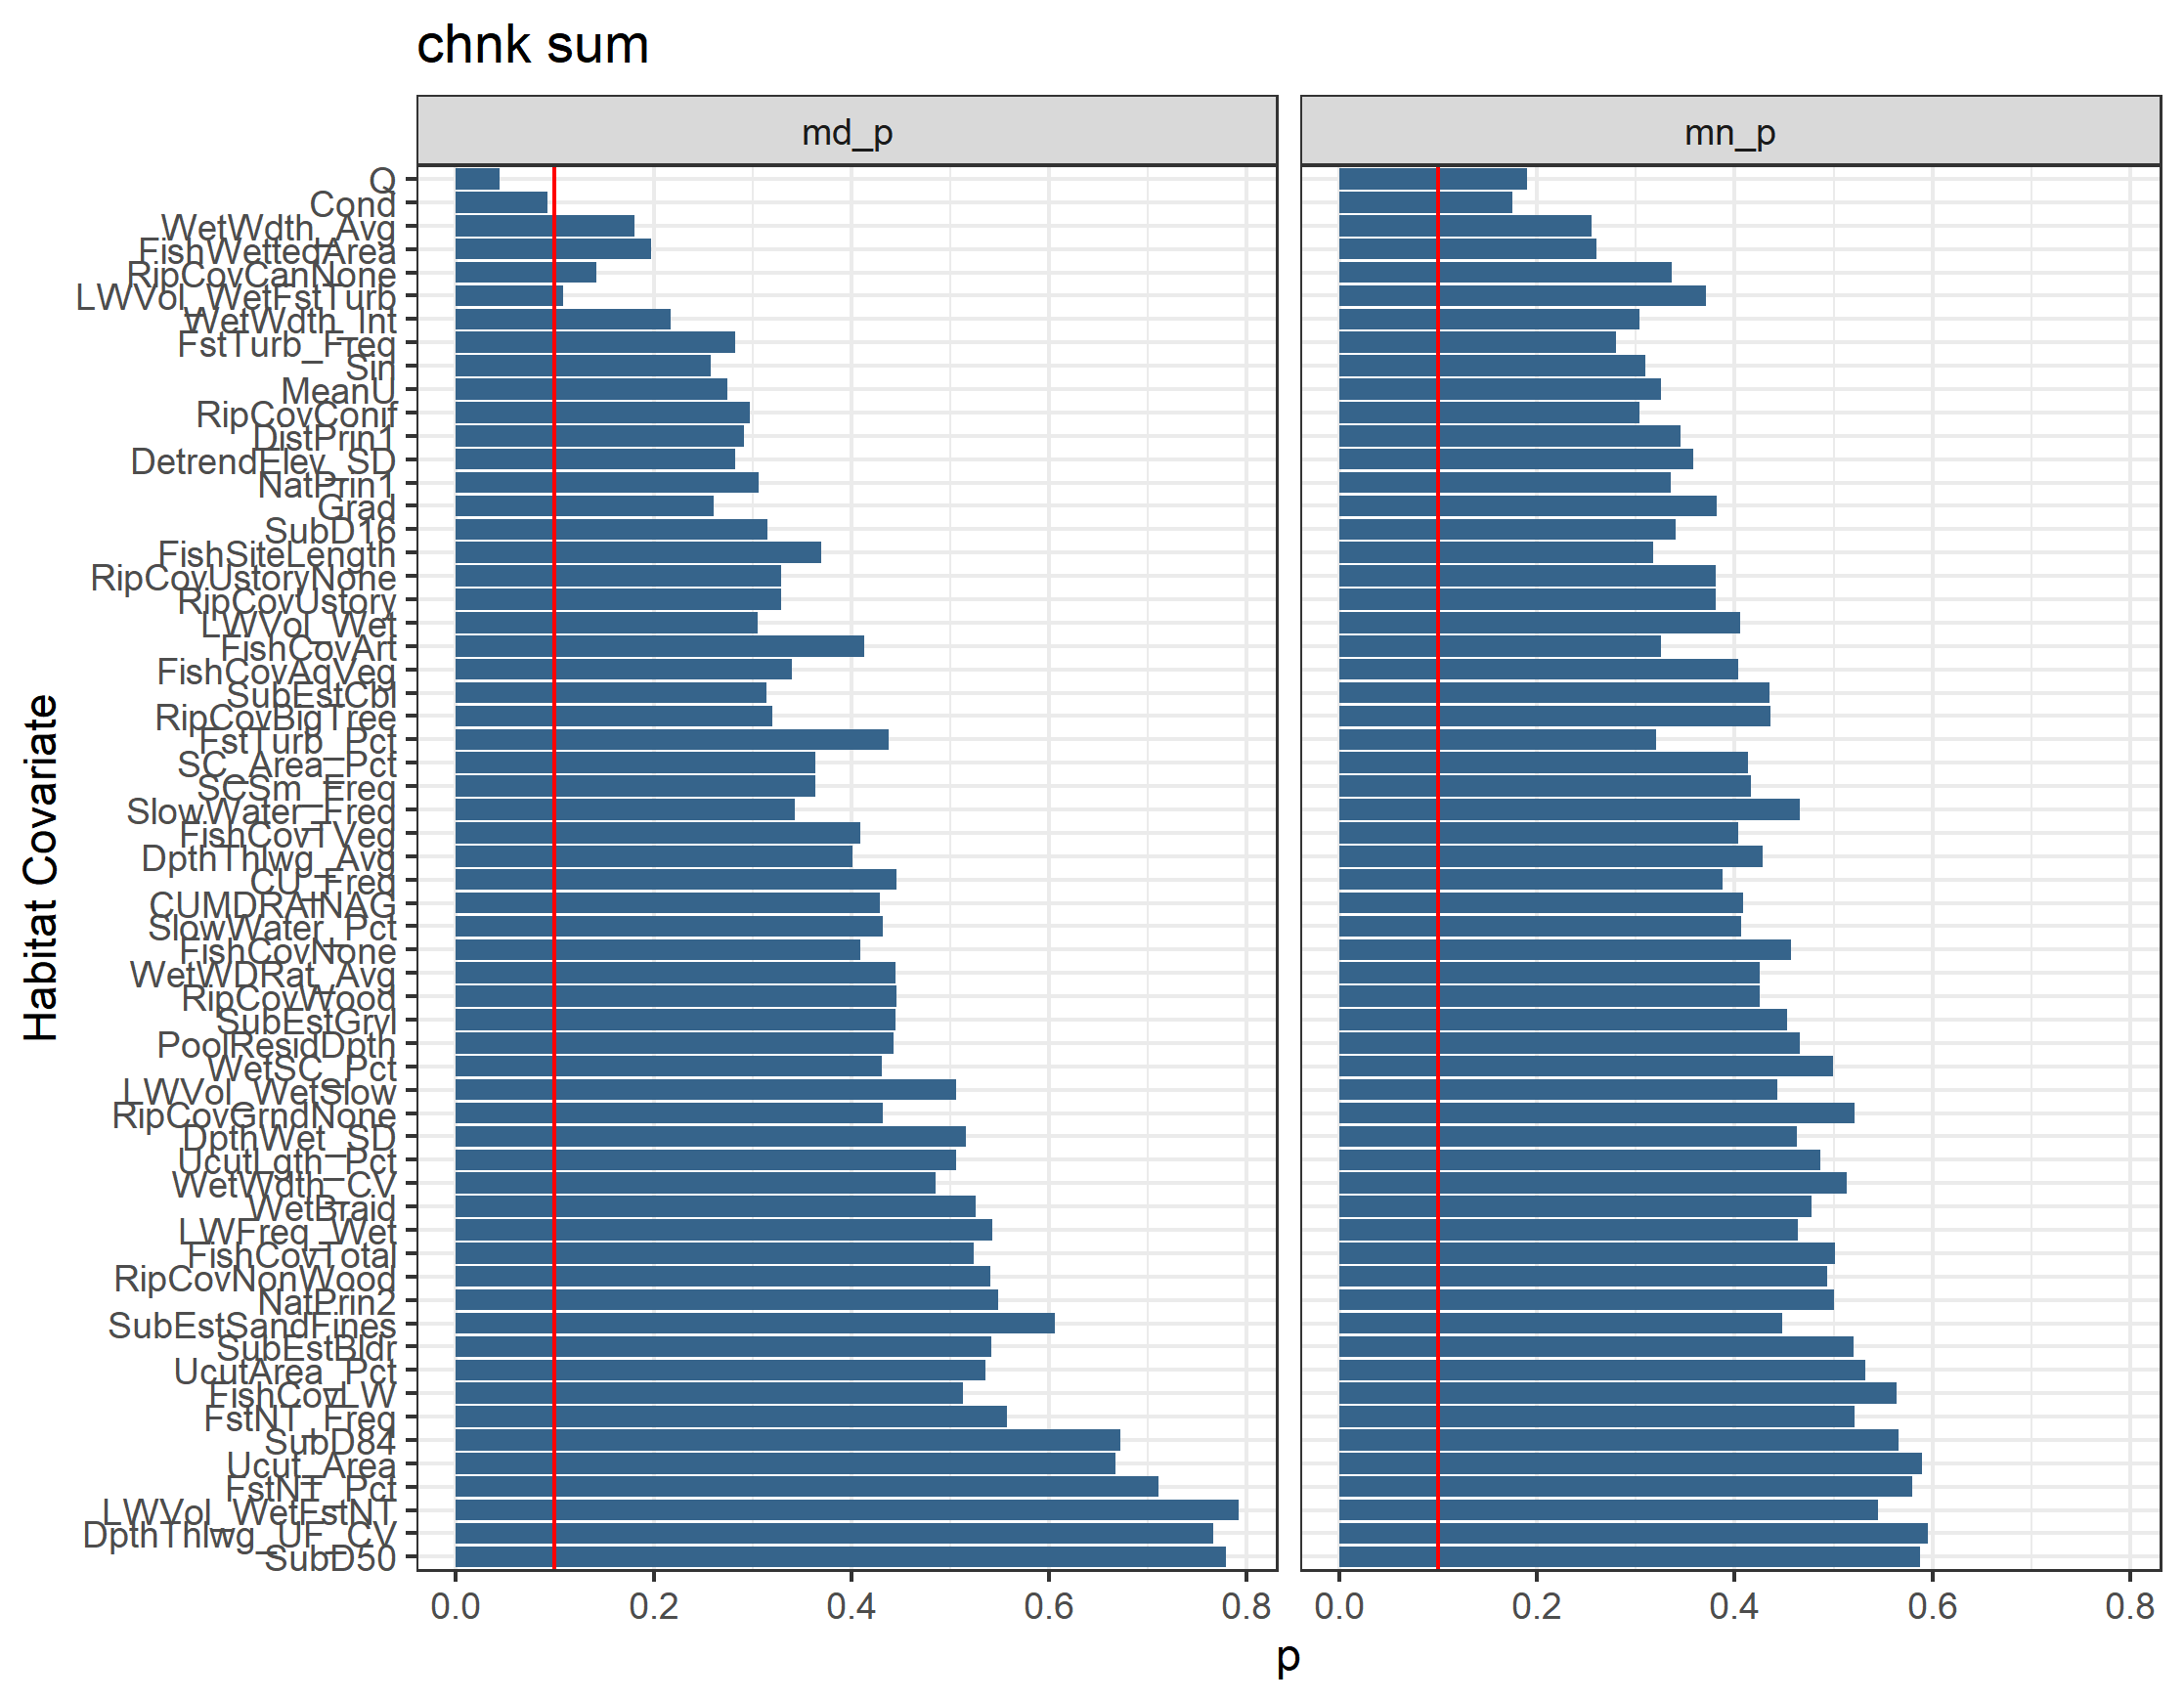 chnk sum
md_p
mn_p
Q
Cond
WetWdth_Avg
FishWettedArea
RipCovCanNone
LWVol_WetFstTurb
WetWdth_Int
FstTurb_Freq
Sin
MeanU
RipCovConif
DistPrin1
DetrendElev_SD
NatPrin1
Grad
SubD16
FishSiteLength
RipCovUstoryNone
RipCovUstory
LWVol_Wet
FishCovArt
FishCovAqVeg
SubEstCbl
RipCovBigTree
FstTurb_Pct
SC_Area_Pct
SCSm_Freq
SlowWater_Freq
FishCovTVeg
DpthThlwg_Avg
CU_Freq
CUMDRAINAG
SlowWater_Pct
FishCovNone
WetWDRat_Avg
RipCovWood
SubEstGrvl
PoolResidDpth
WetSC_Pct
LWVol_WetSlow
RipCovGrndNone
DpthWet_SD
UcutLgth_Pct
WetWdth_CV
WetBraid
LWFreq_Wet
FishCovTotal
RipCovNonWood
NatPrin2
SubEstSandFines
SubEstBldr
UcutArea_Pct
FishCovLW
FstNT_Freq
SubD84
Ucut_Area
FstNT_Pct
LWVol_WetFstNT
DpthThlwg_UF_CV
SubD50
Habitat Covariate
0.0 0.2 0.4 0.6 0.8
0.0 0.2 0.4 0.6 0.8
p